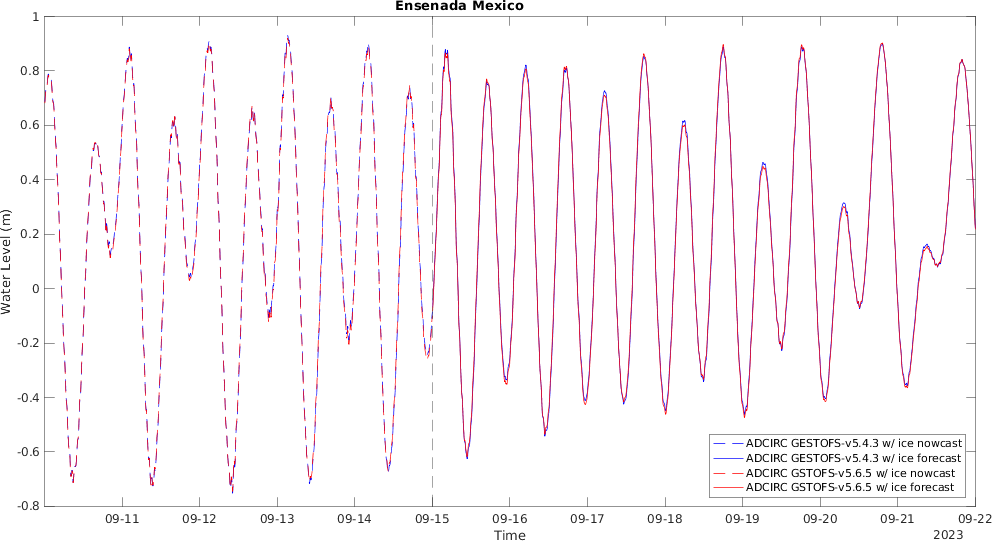 Ensenada Mexico
Water Level (m)
1
0.8
0.6
0.4
0.2
0
-0.2
-0.4
-0.6
-0.8
ADCIRC GESTOFS-v5.4.3 w/ ice nowcast
ADCIRC GESTOFS-v5.4.3 w/ ice forecast
ADCIRC GSTOFS-v5.6.5 w/ ice nowcast
ADCIRC GSTOFS-v5.6.5 w/ ice forecast
09-11 09-12 09-13 09-14 09-15 09-16 09-17 09-18 09-19 09-20 09-21 09-22
Time
2023